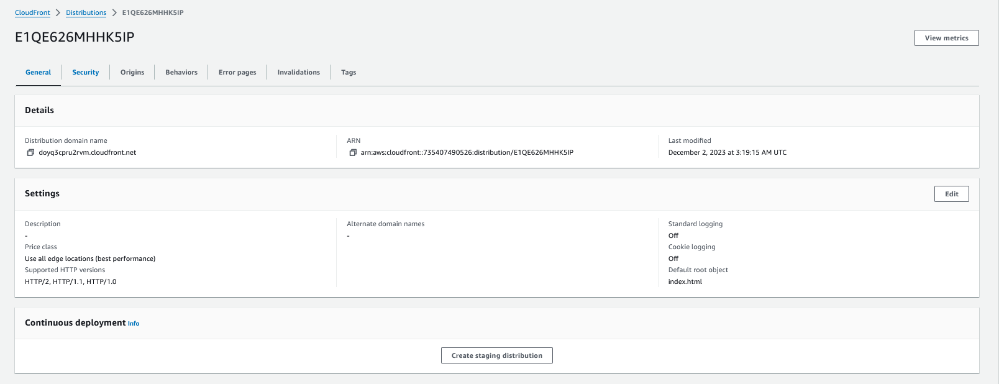 CloudFront > Distributions > E1QE626MHHK5IP
E1QE626MHHK5IP
View metrics
General Security Origins Behaviors Error pages Invalidations Tags
Details
Distribution domain name
doyq3cpru2rvm.cloudfront.net
ARN
arn:aws:cloudfront::735407490526:distribution/E1QE626MHHK5IP
Last modified
December 2, 2023 at 3:19:15 AM UTC
Settings
Edit
Description
-
Price class
Use all edge locations (best performance)
Supported HTTP versions
HTTP/2, HTTP/1.1, HTTP/1.0
Alternate domain names
-
Standard logging
Off
Cookie logging
Off
Default root object
index.html
Continuous deployment Info
Create staging distribution